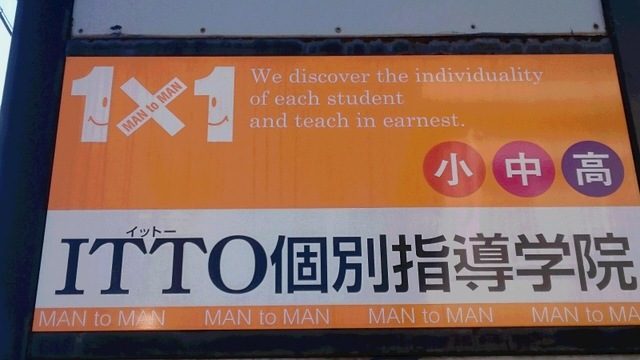 1×1
MAN to MAN
We discover the individuality
of each student
and teach in earnest.
小 中 高
イットー
ITTO個別指導学院
MAN to MAN MAN to MAN MAN to MAN MAN to MA